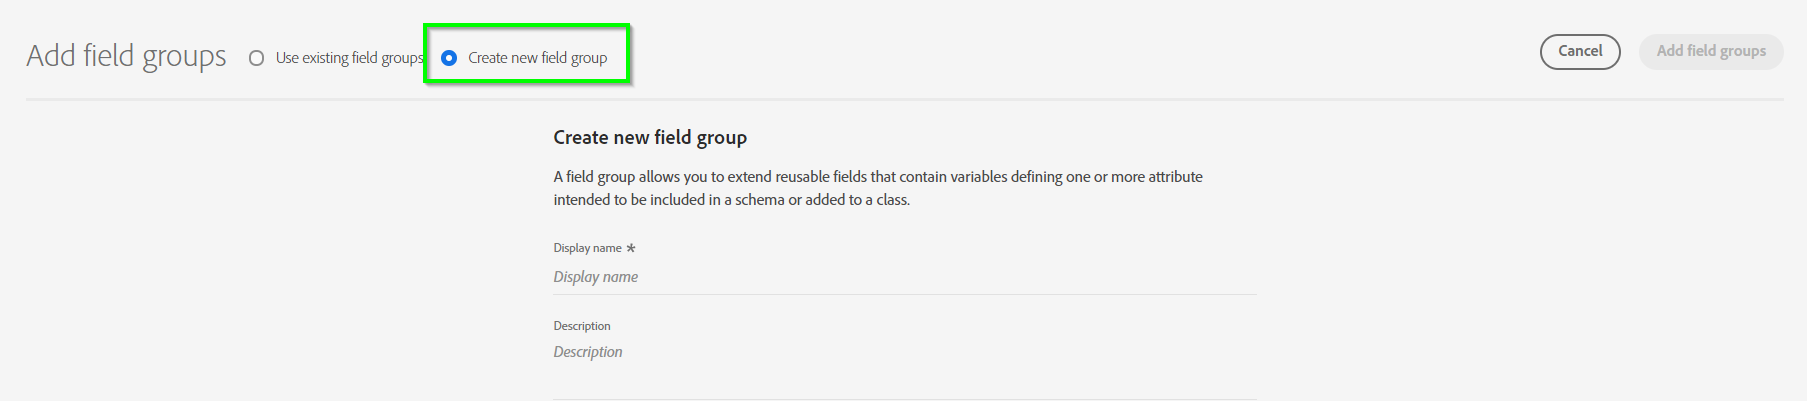 Add field groups
Use existing field groups
Create new field group
Cancel
Add field groups
Create new field group
A field group allows you to extend reusable fields that contain variables defining one or more attribute
intended to be included in a schema or added to a class.
Display name *
Display name
Description
Description